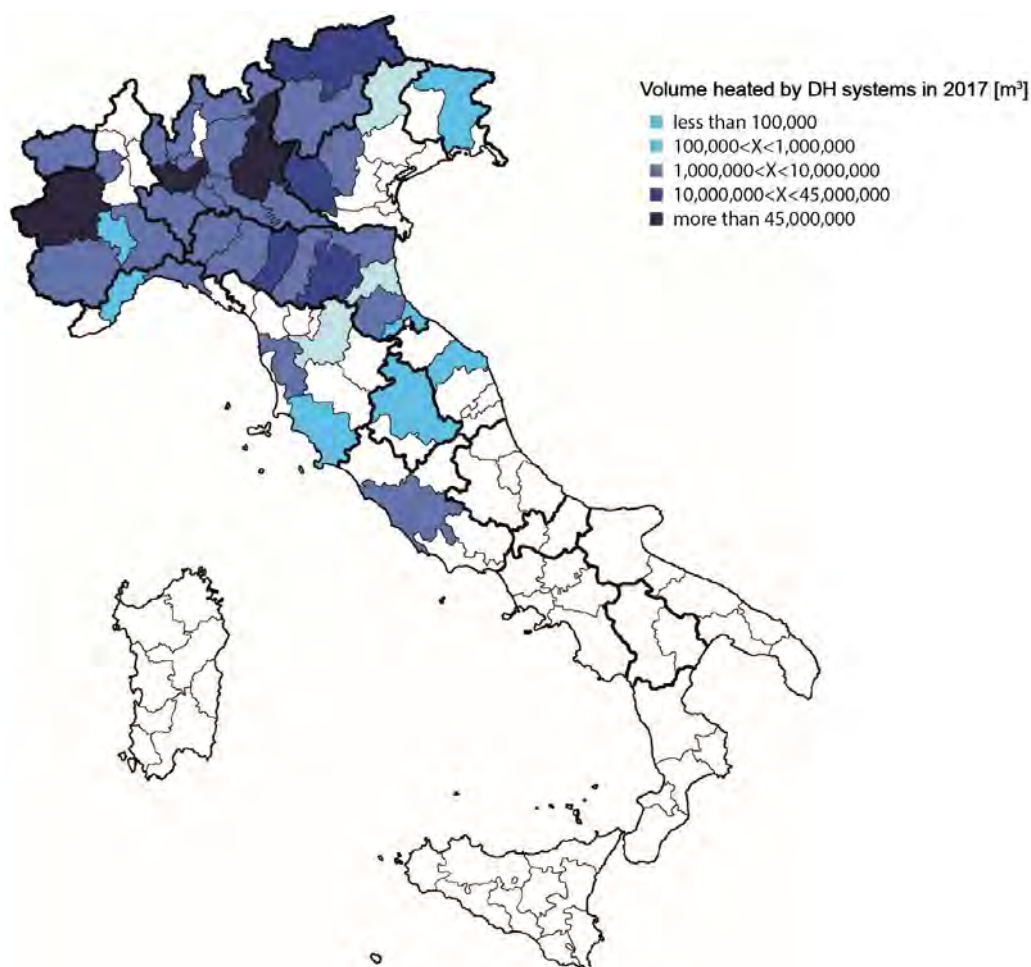 Volume heated by DH systems in 2017 [m³]
less than 100,000
100,000<X<1,000,000
1,000,000<X<10,000,000
10,000,000<X<45,000,000
more than 45,000,000